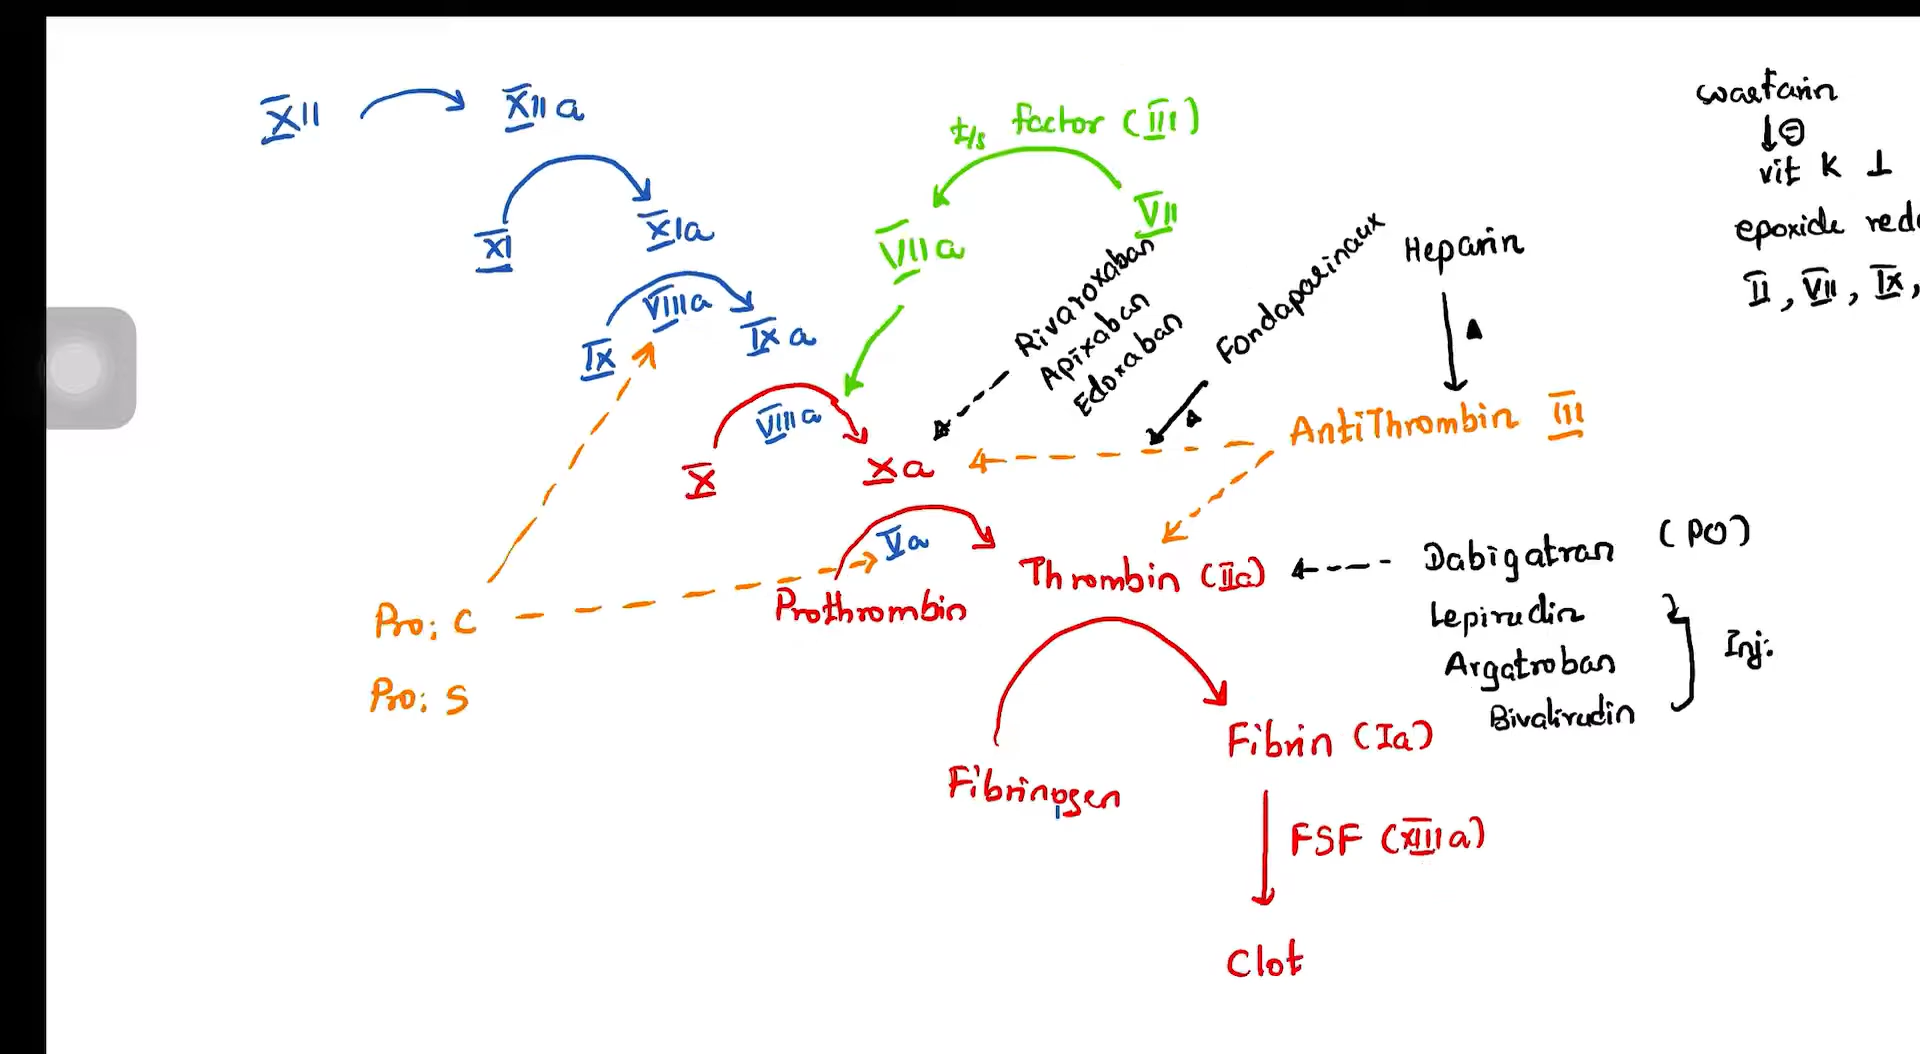 XII
XIIa
XI
XIa
VIIIa
IX
IXa
VIIIa
X
Xa
t/s factor (III)
VII
VIIa
Rivaroxaban
Apixaban
Edoxaban
Fondaparinaux
Heparin
AntiThrombin III
warfarin
vit K
epoxide red
II, VII, IX,
Va
Prothrombin
Thrombin (IIa)
Dabigatran (PO)
Lepirudin
Argatroban
Bivalirudin
Inj:
Pro: C
Pro: S
Fibrinogen
Fibrin (Ia)
FSF (XIIIa)
Clot